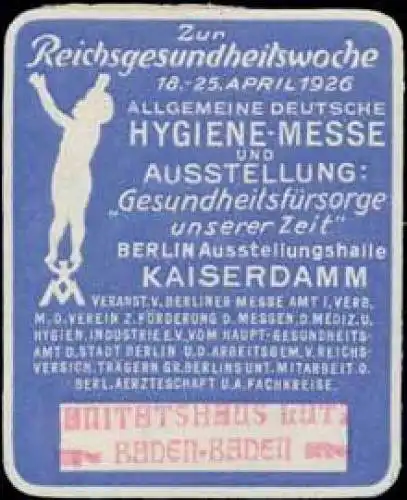 Zur
Reichsgesundheitswoche
18.-25. APRIL 1926
ALLGEMEINE DEUTSCHE
HYGIENE-MESSE
UND
AUSSTELLUNG:
„Gesundheitsfürsorge
unserer Zeit"
BERLIN Ausstellungshalle
KAISERDAMM
VERANST. V. BERLINER MESSE AMT I. VERB.
M. D. VEREIN Z. FÖRDERUNG D. MESSEN. D. MEDIZ. U.
HYGIEN. INDUSTRIE E.V. VOM HAUPT-GESUNDHEITS-
AMT D. STADT BERLIN U. D. ARBEITSGEM. V. REICHS-
VERSICH. TRÄGERN GR. BERLINS UNT. MITARBEIT D.
BERL. AERZTESCHAFT U. A. FACHKREISE.
ANITÄTSHAUS LUTZ
BADEN-BADEN